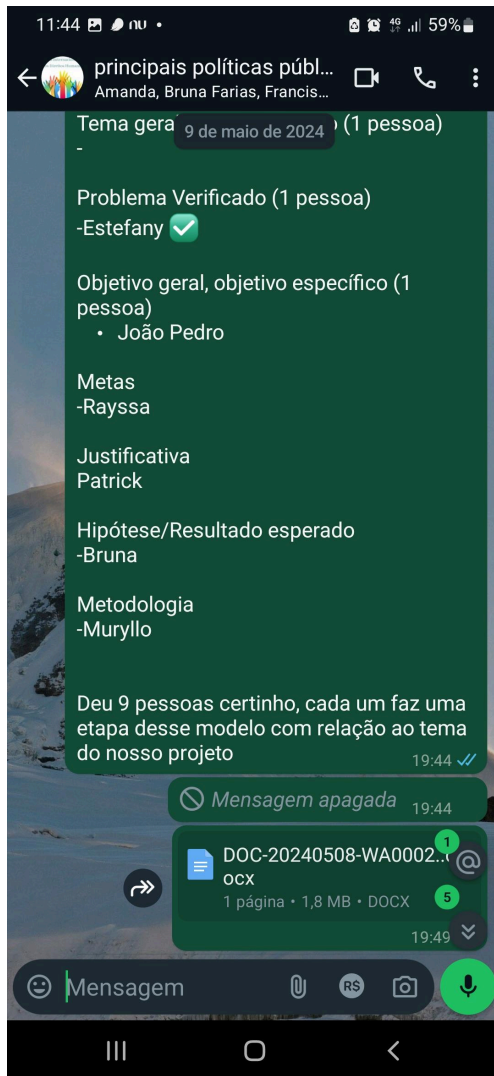 11:44
4G
59%
principais políticas públ...
Amanda, Bruna Farias, Francis...
9 de maio de 2024
Tema gera
(1 pessoa)
-
Problema Verificado (1 pessoa)
-Estefany ✅
Objetivo geral, objetivo específico (1
pessoa)
• João Pedro
Metas
-Rayssa
Justificativa
Patrick
Hipótese/Resultado esperado
-Bruna
Metodologia
-Muryllo
Deu 9 pessoas certinho, cada um faz uma
etapa desse modelo com relação ao tema
do nosso projeto
19:44
Mensagem apagada
19:44
DOC-20240508-WA0002..
ocx
1 página • 1,8 MB • DOCX
19:49
1
@
5
Mensagem
R$